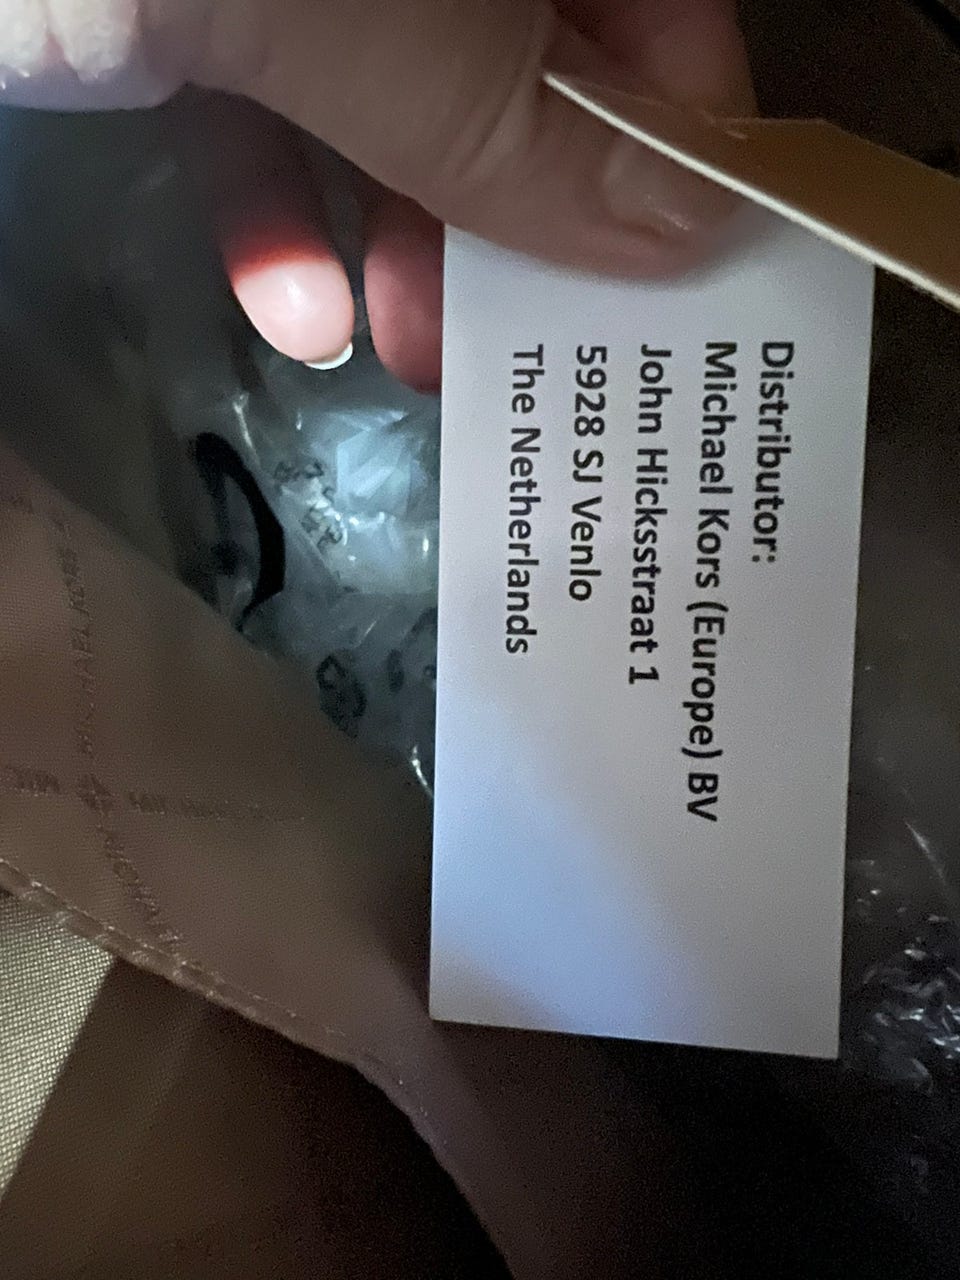 Distributor:
Michael Kors (Europe) BV
John Hicksstraat 1
5928 SJ Venlo
The Netherlands